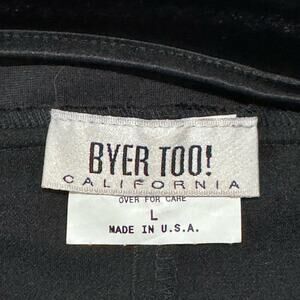 BYER TOO!
CALIFORNIA
OVER FOR CARE
L
MADE IN U.S.A.